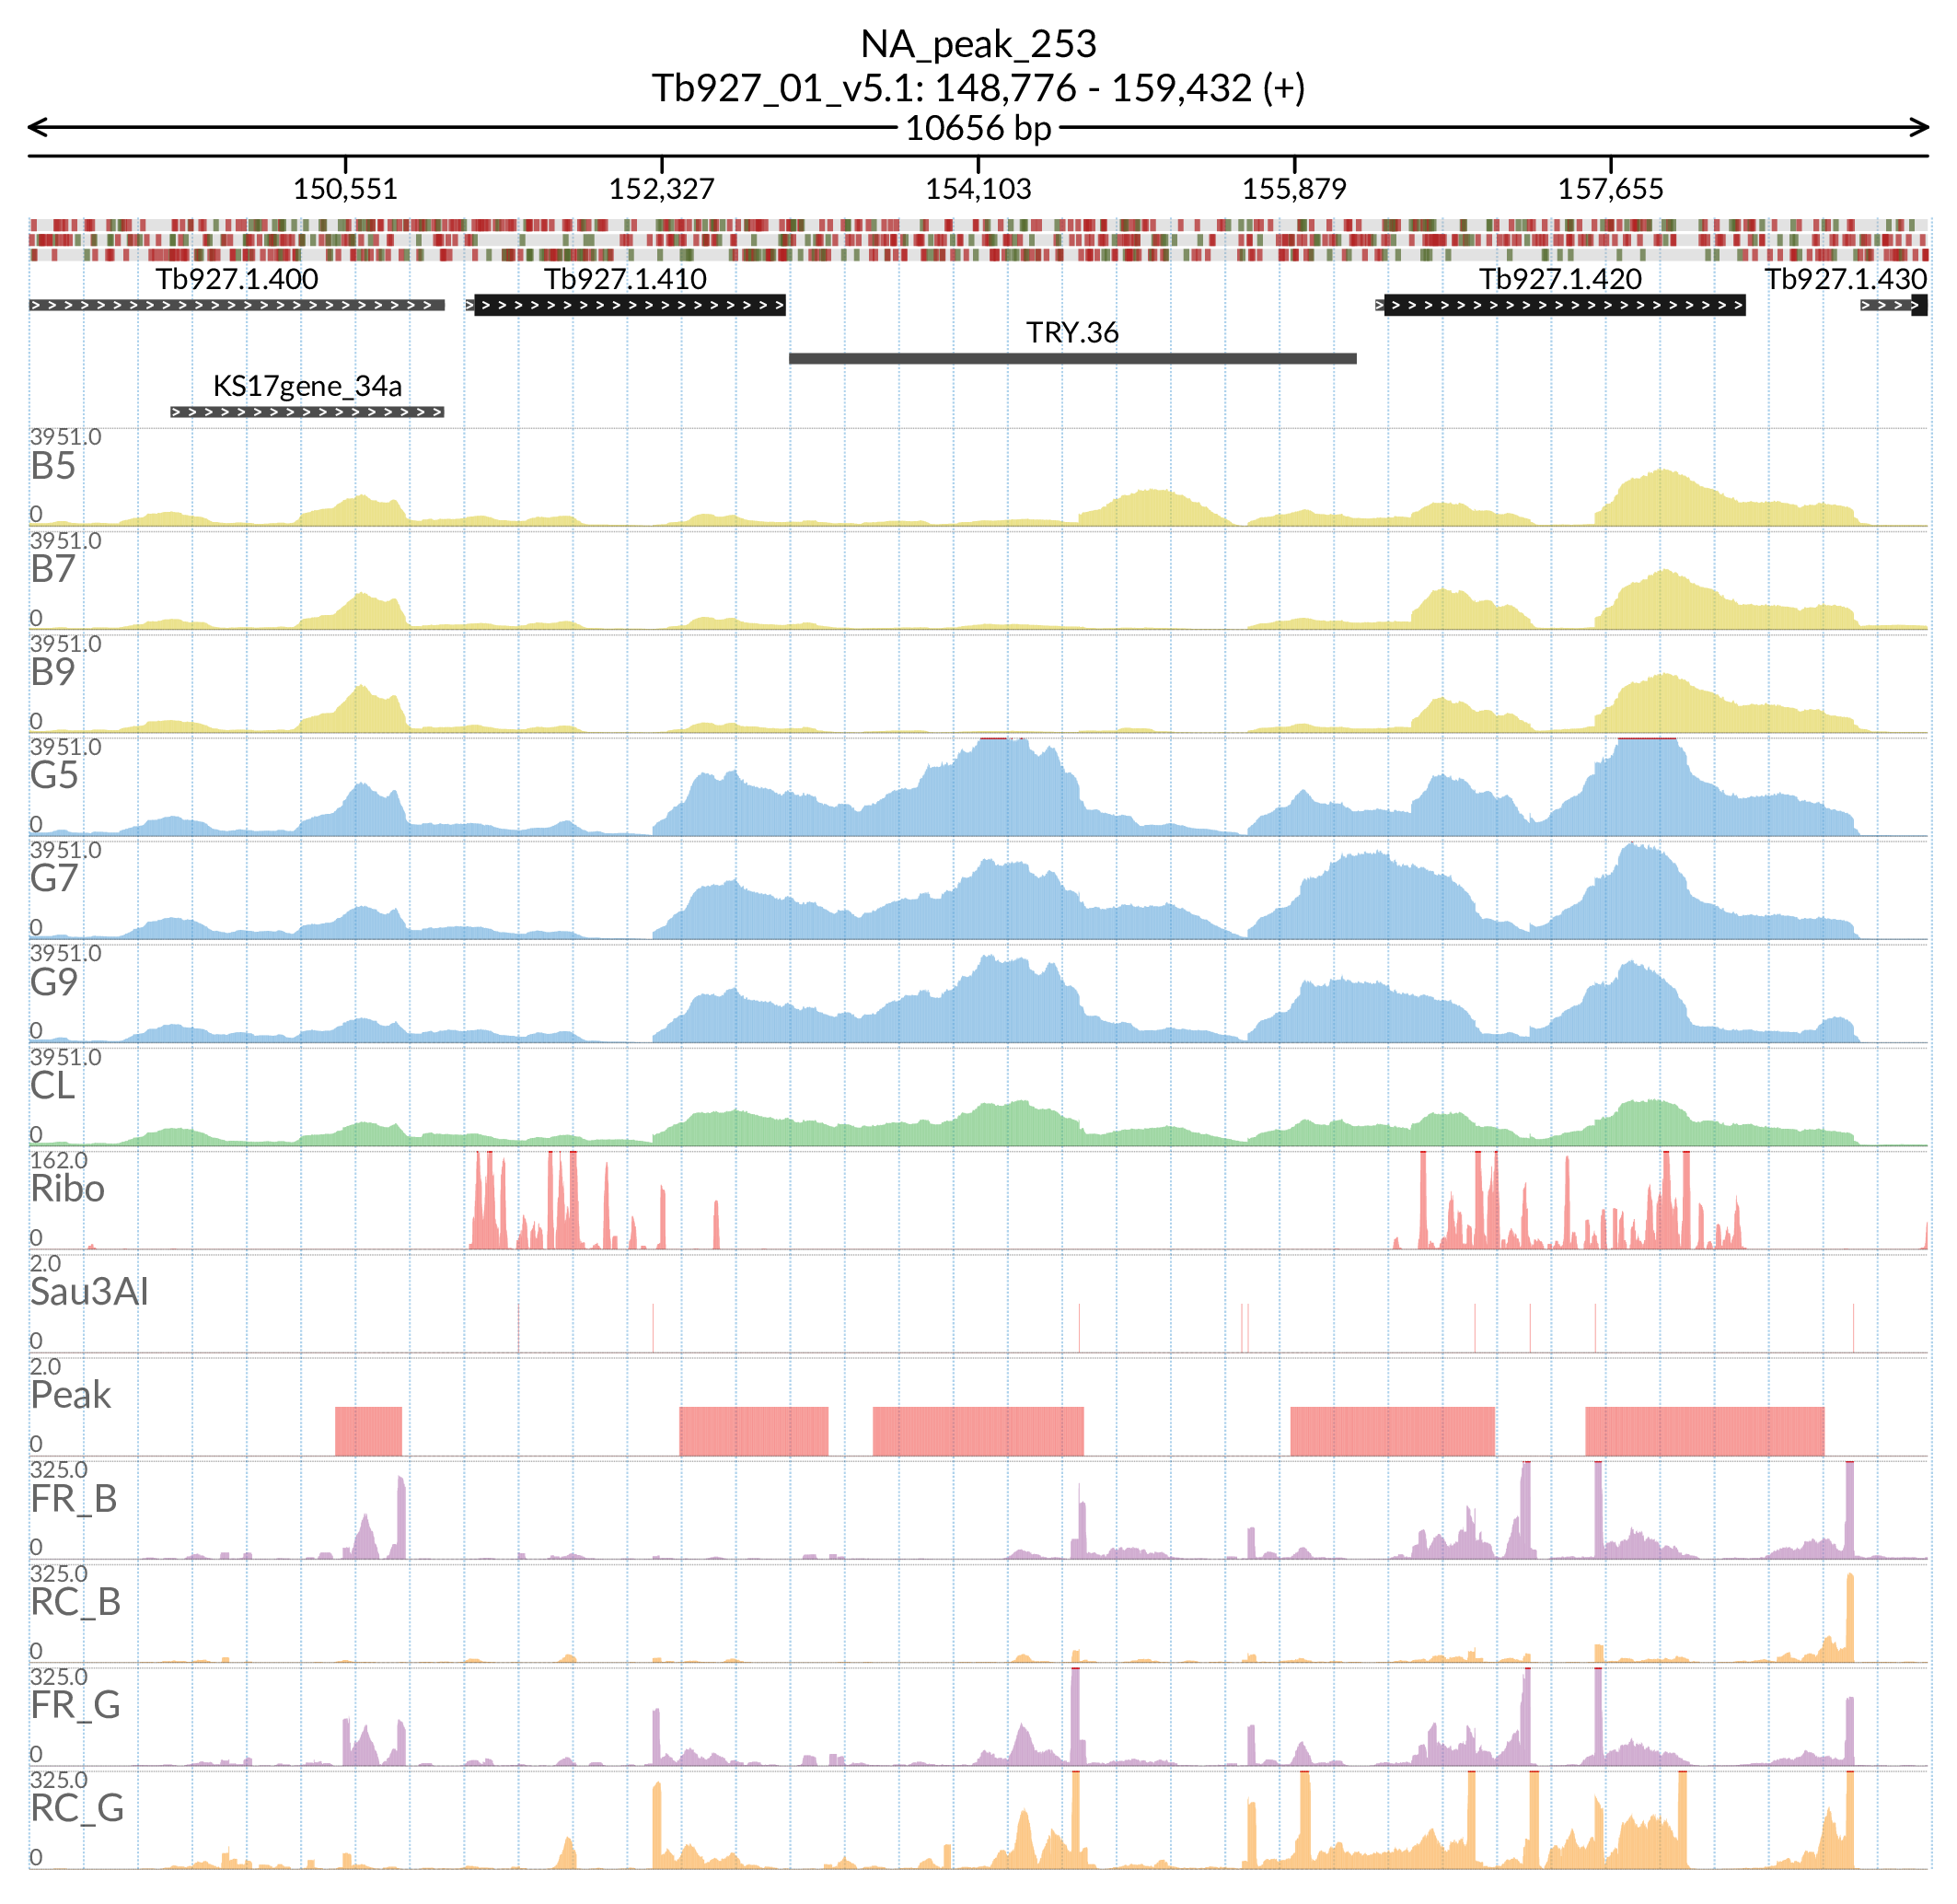 NA_peak_253
Tb927_01_v5.1: 148,776 - 159,432 (+)
10656 bp
150,551 152,327 154,103 155,879 157,655
Tb927.1.400 Tb927.1.410 Tb927.1.420 Tb927.1.430
TRY.36
KS17gene_34a
3951.0
B5
0
3951.0
B7
0
3951.0
B9
0
3951.0
G5
0
3951.0
G7
0
3951.0
G9
0
3951.0
CL
0
162.0
Ribo
0
2.0
Sau3AI
0
2.0
Peak
0
325.0
FR_B
0
325.0
RC_B
0
325.0
FR_G
0
325.0
RC_G
0